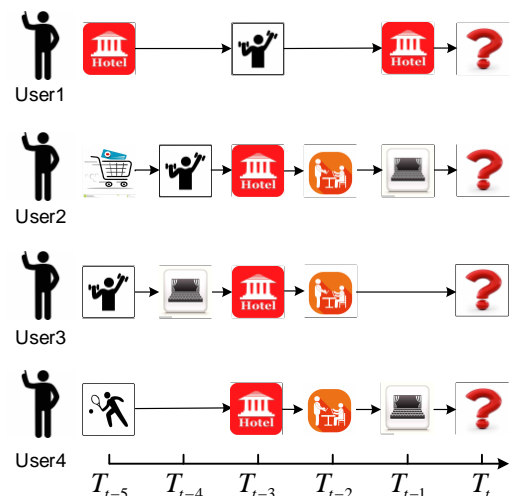 Hotel
Hotel
User1
Hotel
User2
Hotel
User3
Hotel
User4
T_{t-5} T_{t-4} T_{t-3} T_{t-2} T_{t-1} T_t